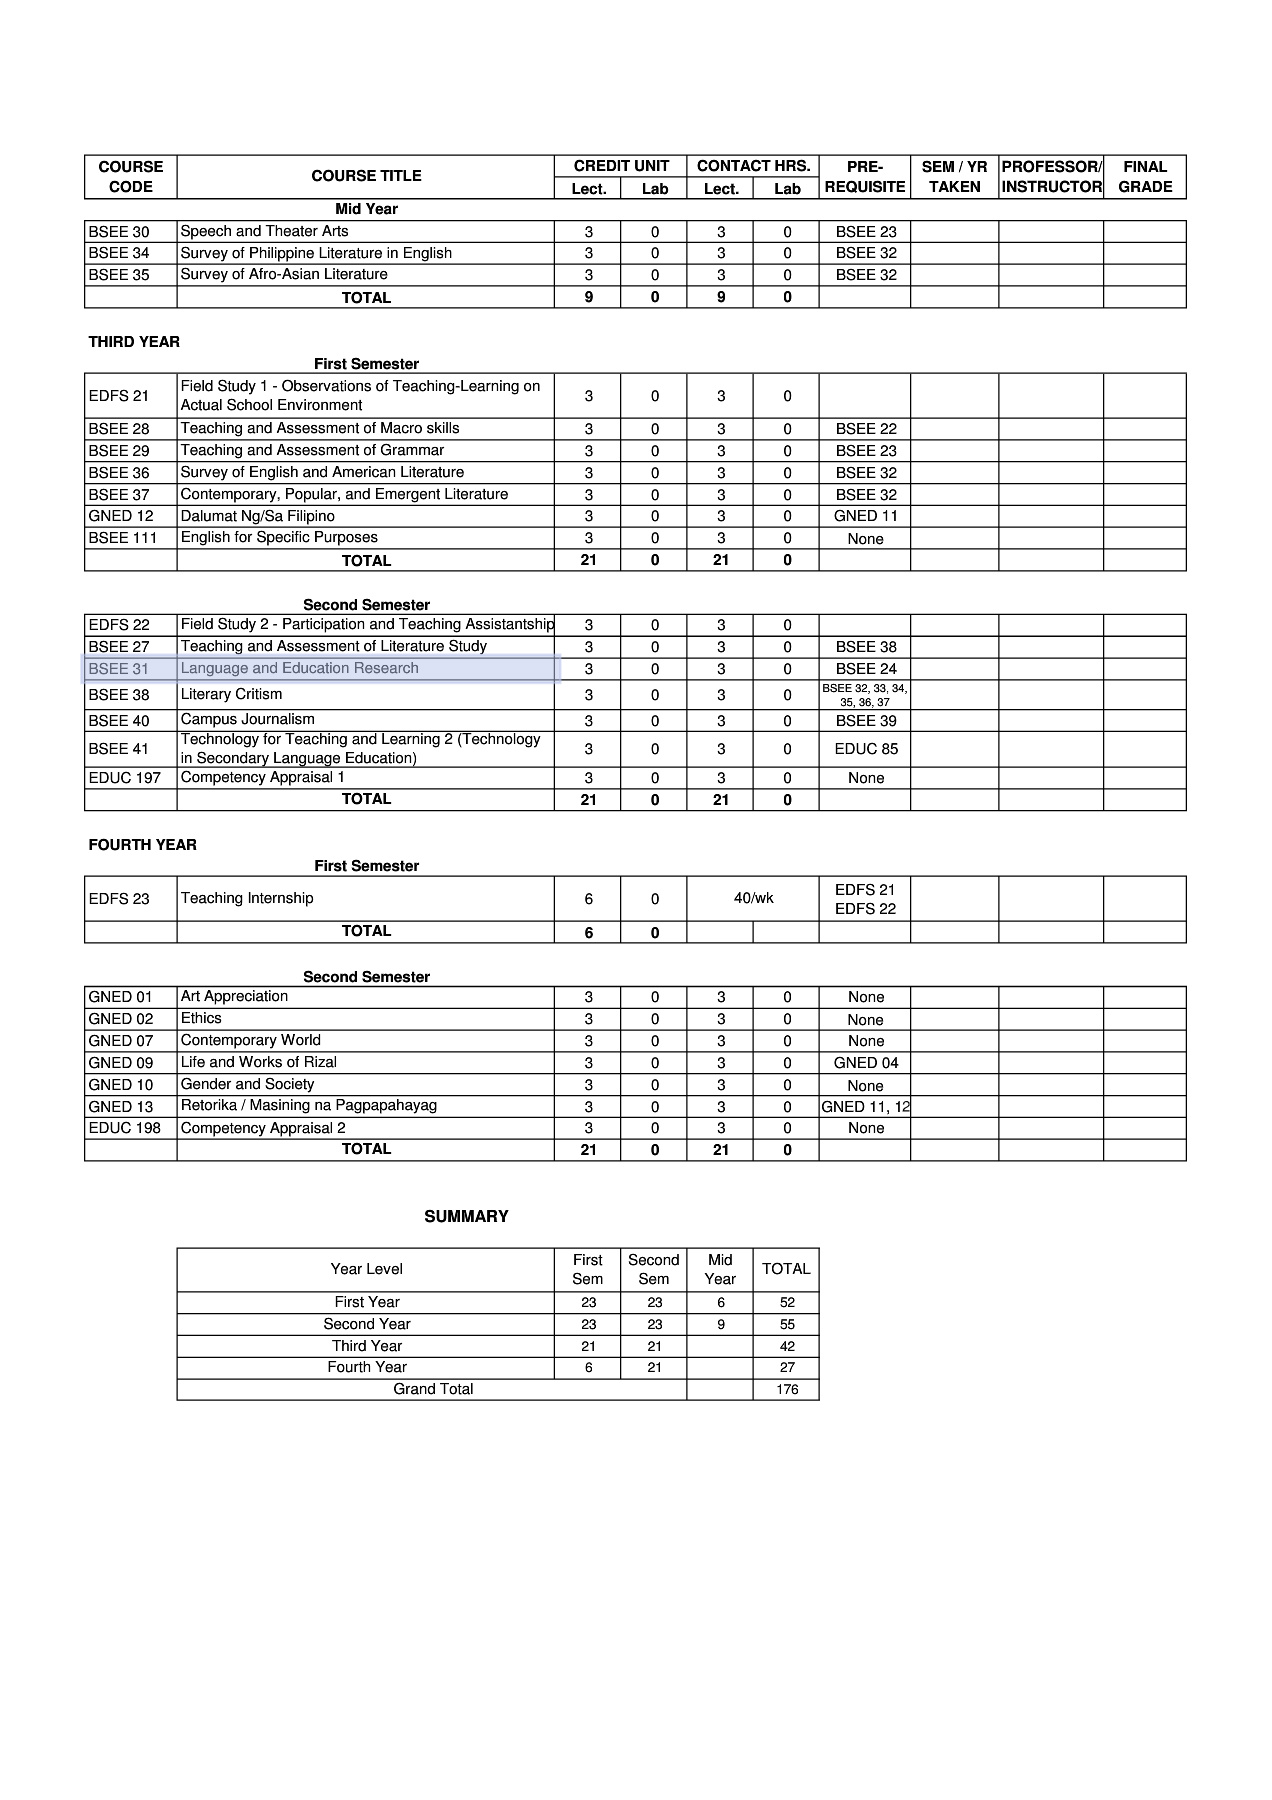 COURSE CODE COURSE TITLE CREDIT UNIT CONTACT HRS. PRE-REQUISITE SEM / YR TAKEN PROFESSOR/ INSTRUCTOR FINAL GRADE
Lect. Lab Lect. Lab
Mid Year
BSEE 30 Speech and Theater Arts 3 0 3 0 BSEE 23
BSEE 34 Survey of Philippine Literature in English 3 0 3 0 BSEE 32
BSEE 35 Survey of Afro-Asian Literature 3 0 3 0 BSEE 32
TOTAL 9 0 9 0
THIRD YEAR
First Semester
EDFS 21 Field Study 1 - Observations of Teaching-Learning on Actual School Environment 3 0 3 0
BSEE 28 Teaching and Assessment of Macro skills 3 0 3 0 BSEE 22
BSEE 29 Teaching and Assessment of Grammar 3 0 3 0 BSEE 23
BSEE 36 Survey of English and American Literature 3 0 3 0 BSEE 32
BSEE 37 Contemporary, Popular, and Emergent Literature 3 0 3 0 BSEE 32
GNED 12 Dalumat Ng/Sa Filipino 3 0 3 0 GNED 11
BSEE 111 English for Specific Purposes 3 0 3 0 None
TOTAL 21 0 21 0
Second Semester
EDFS 22 Field Study 2 - Participation and Teaching Assistantship 3 0 3 0
BSEE 27 Teaching and Assessment of Literature Study 3 0 3 0 BSEE 38
BSEE 31 Language and Education Research 3 0 3 0 BSEE 24
BSEE 38 Literary Critism 3 0 3 0 BSEE 32, 33, 34, 35, 36, 37
BSEE 40 Campus Journalism 3 0 3 0 BSEE 39
BSEE 41 Technology for Teaching and Learning 2 (Technology in Secondary Language Education) 3 0 3 0 EDUC 85
EDUC 197 Competency Appraisal 1 3 0 3 0 None
TOTAL 21 0 21 0
FOURTH YEAR
First Semester
EDFS 23 Teaching Internship 6 0 40/wk EDFS 21 EDFS 22
TOTAL 6 0
Second Semester
GNED 01 Art Appreciation 3 0 3 0 None
GNED 02 Ethics 3 0 3 0 None
GNED 07 Contemporary World 3 0 3 0 None
GNED 09 Life and Works of Rizal 3 0 3 0 GNED 04
GNED 10 Gender and Society 3 0 3 0 None
GNED 13 Retorika / Masining na Pagpapahayag 3 0 3 0 GNED 11, 12
EDUC 198 Competency Appraisal 2 3 0 3 0 None
TOTAL 21 0 21 0
SUMMARY
Year Level First Sem Second Sem Mid Year TOTAL
First Year 23 23 6 52
Second Year 23 23 9 55
Third Year 21 21 42
Fourth Year 6 21 27
Grand Total 176